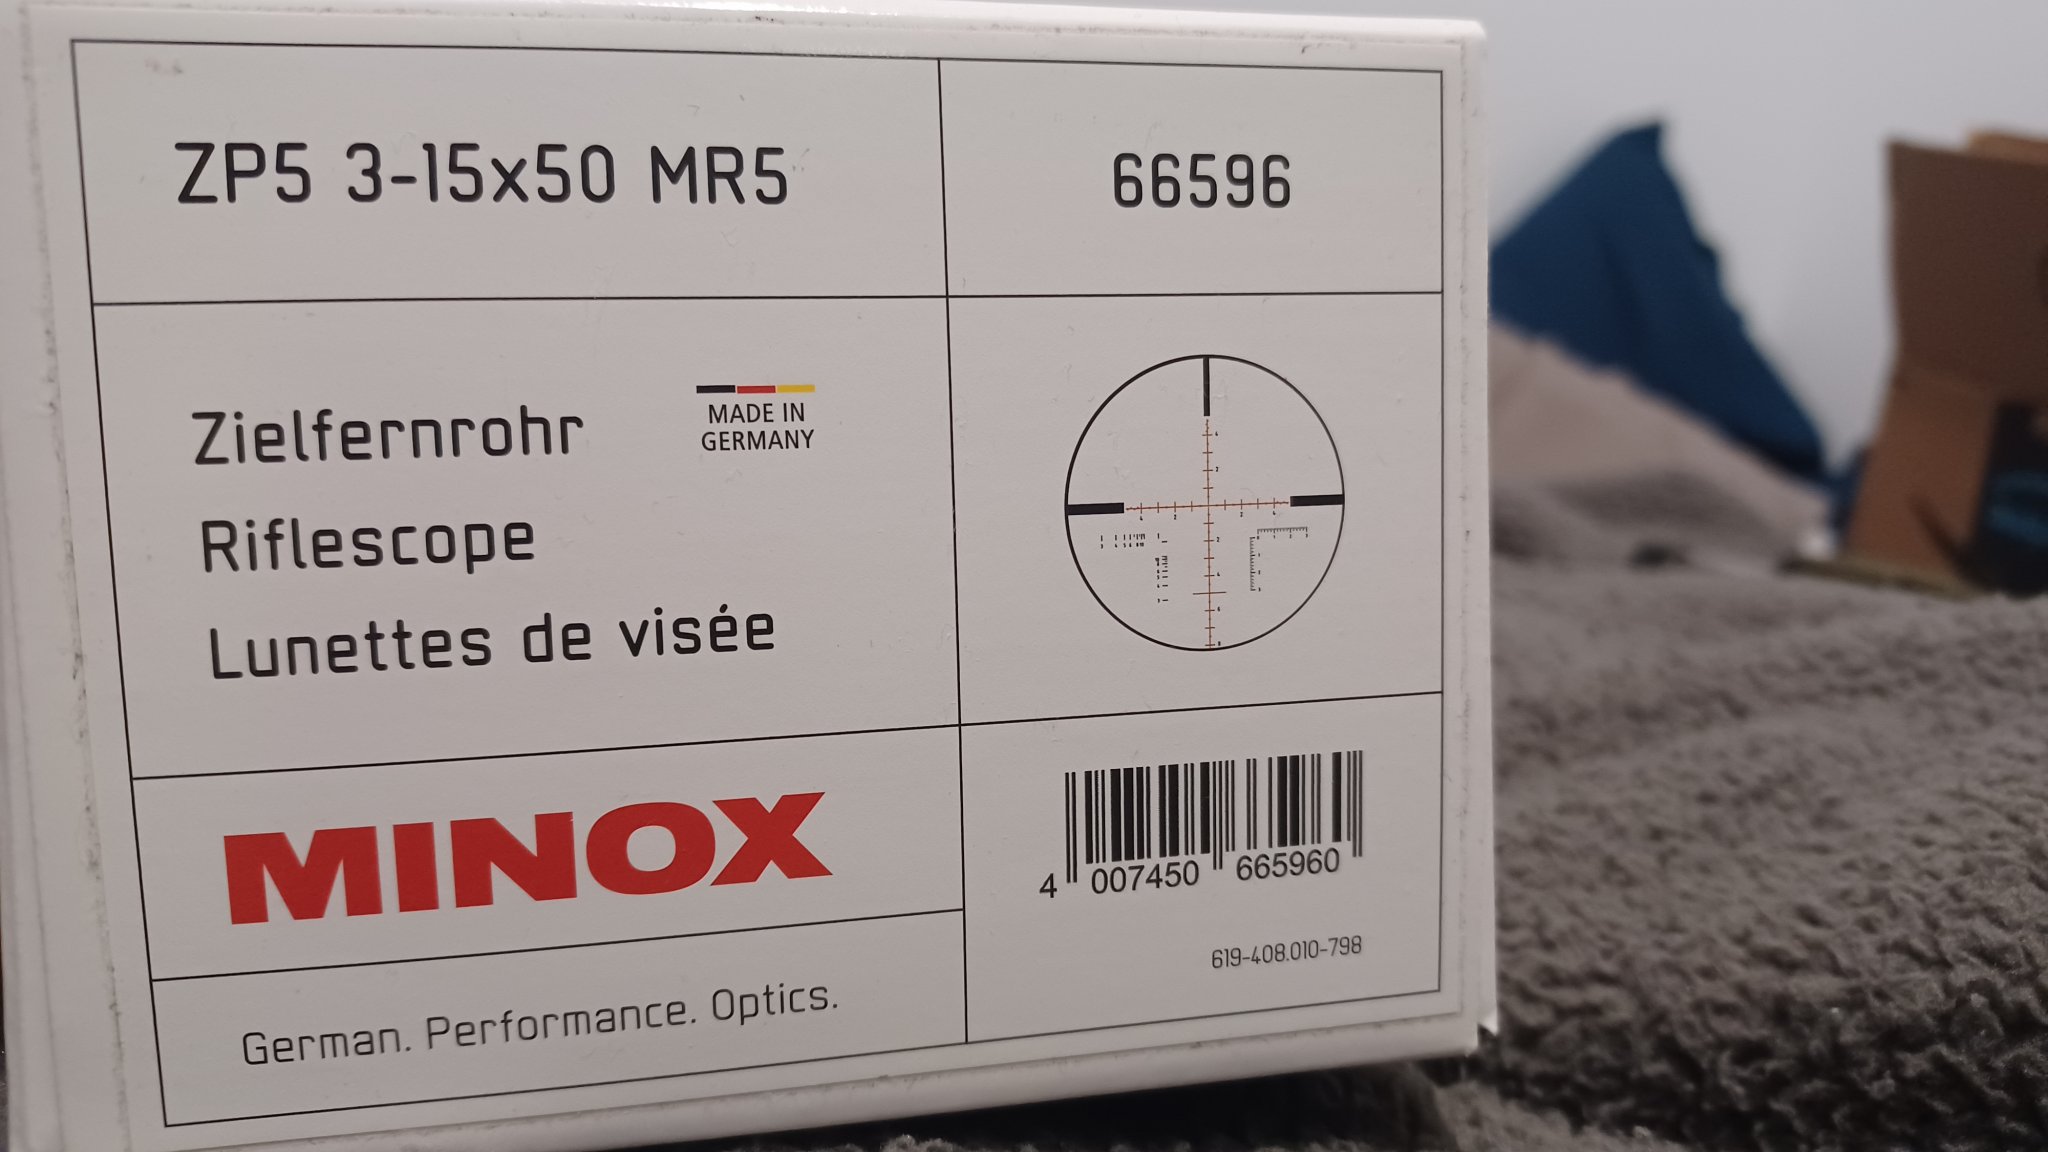 ZP5 3-15x50 MR5
66596
Zielfernrohr
MADE IN
GERMANY
Riflescope
Lunettes de visée
MINOX
German. Performance. Optics.
4 007450 665960
619-408.010-798